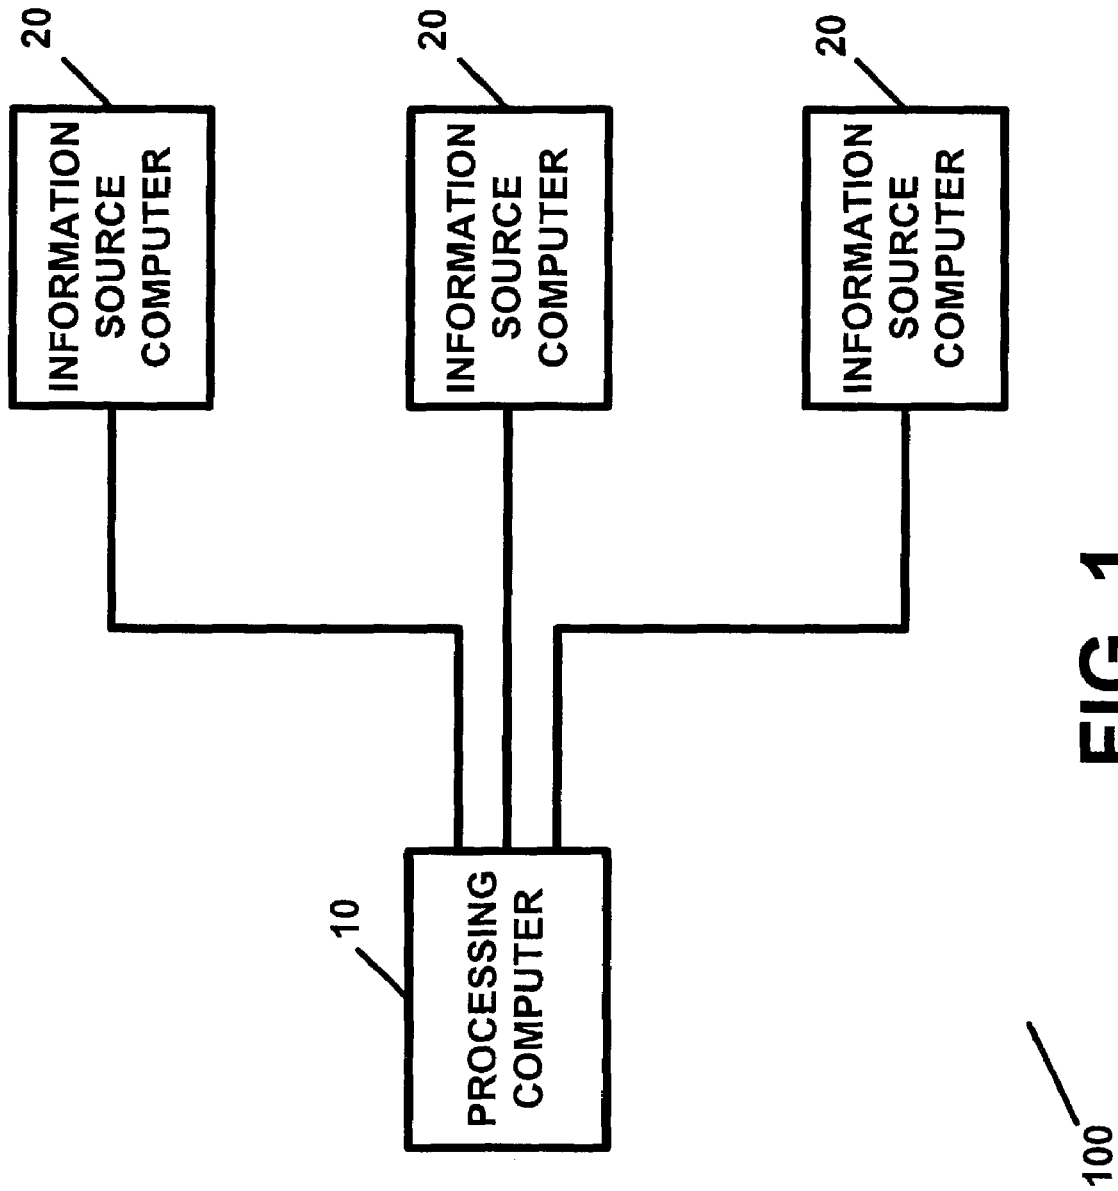 20
INFORMATION
SOURCE
COMPUTER
20
INFORMATION
SOURCE
COMPUTER
20
INFORMATION
SOURCE
COMPUTER
10
PROCESSING
COMPUTER
100
FIG. 1